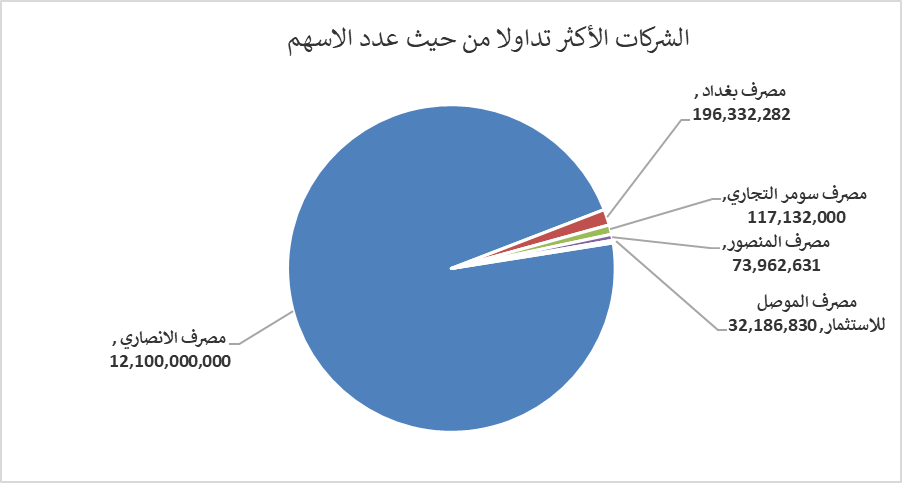 الشركات الأكثر تداولا من حيث عدد الاسهم
مصرف بغداد ,
196,332,282
مصرف سومر التجاري,
117,132,000
مصرف المنصور,
73,962,631
مصرف الموصل
للاستثمار, 32,186,830
مصرف الانصاري ,
12,100,000,000